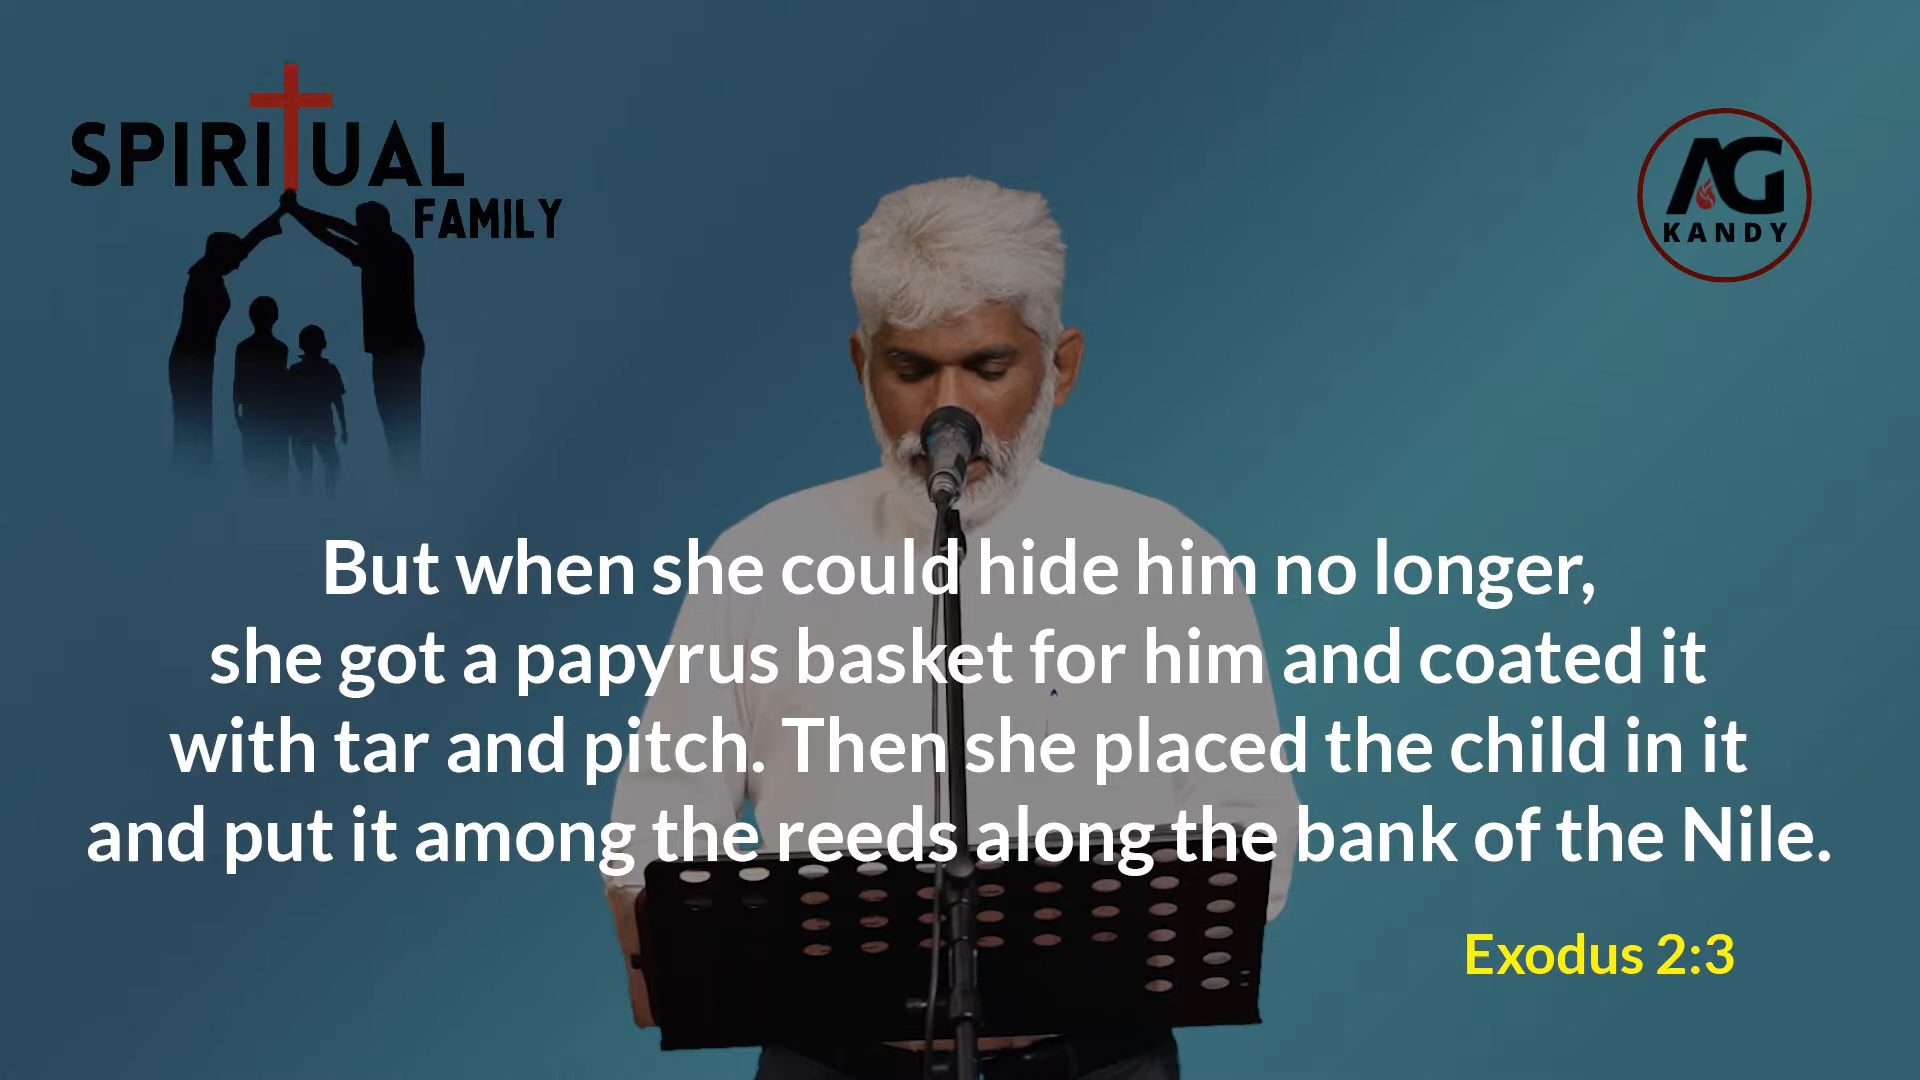 SPIRITUAL
FAMILY
AG
KANDY
But when she could hide him no longer,
she got a papyrus basket for him and coated it
with tar and pitch. Then she placed the child in it
and put it among the reeds along the bank of the Nile.
Exodus 2:3